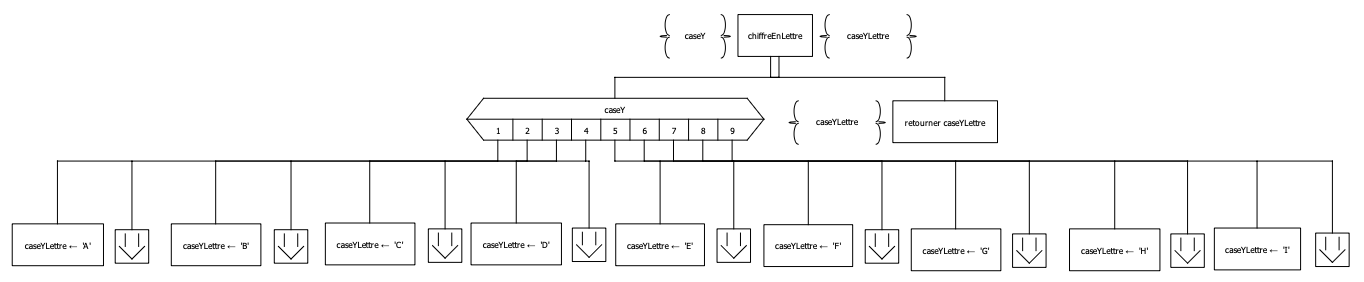 caseY
chiffreEnLettre
caseYLettre
caseY
1 2 3 4 5 6 7 8 9
caseYLettre
retourner caseYLettre
caseYLettre ← 'A'
caseYLettre ← 'B'
caseYLettre ← 'C'
caseYLettre ← 'D'
caseYLettre ← 'E'
caseYLettre ← 'F'
caseYLettre ← 'G'
caseYLettre ← 'H'
caseYLettre ← 'I'